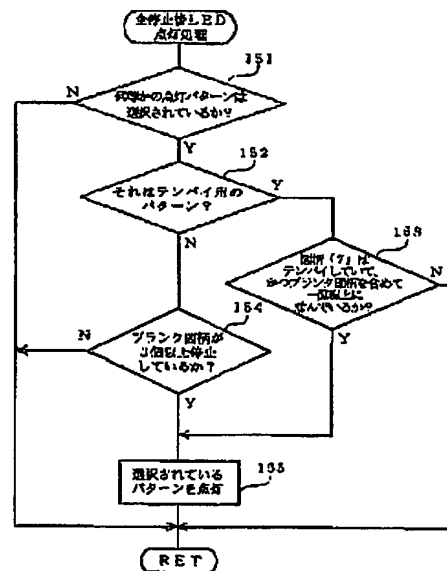 全停止後LED
点灯処理
151
何等かの点灯パターンは
選択されているか?
N
Y
152
それはテンパイ用の
パターン?
Y
N
153
図柄「7」は
テンパイしていて、
かつブランク図柄を含めて
一直線上に
並んでいるか?
N
Y
154
ブランク図柄が
3個以上停止
しているか?
N
Y
155
選択されている
パターンを点灯
RET